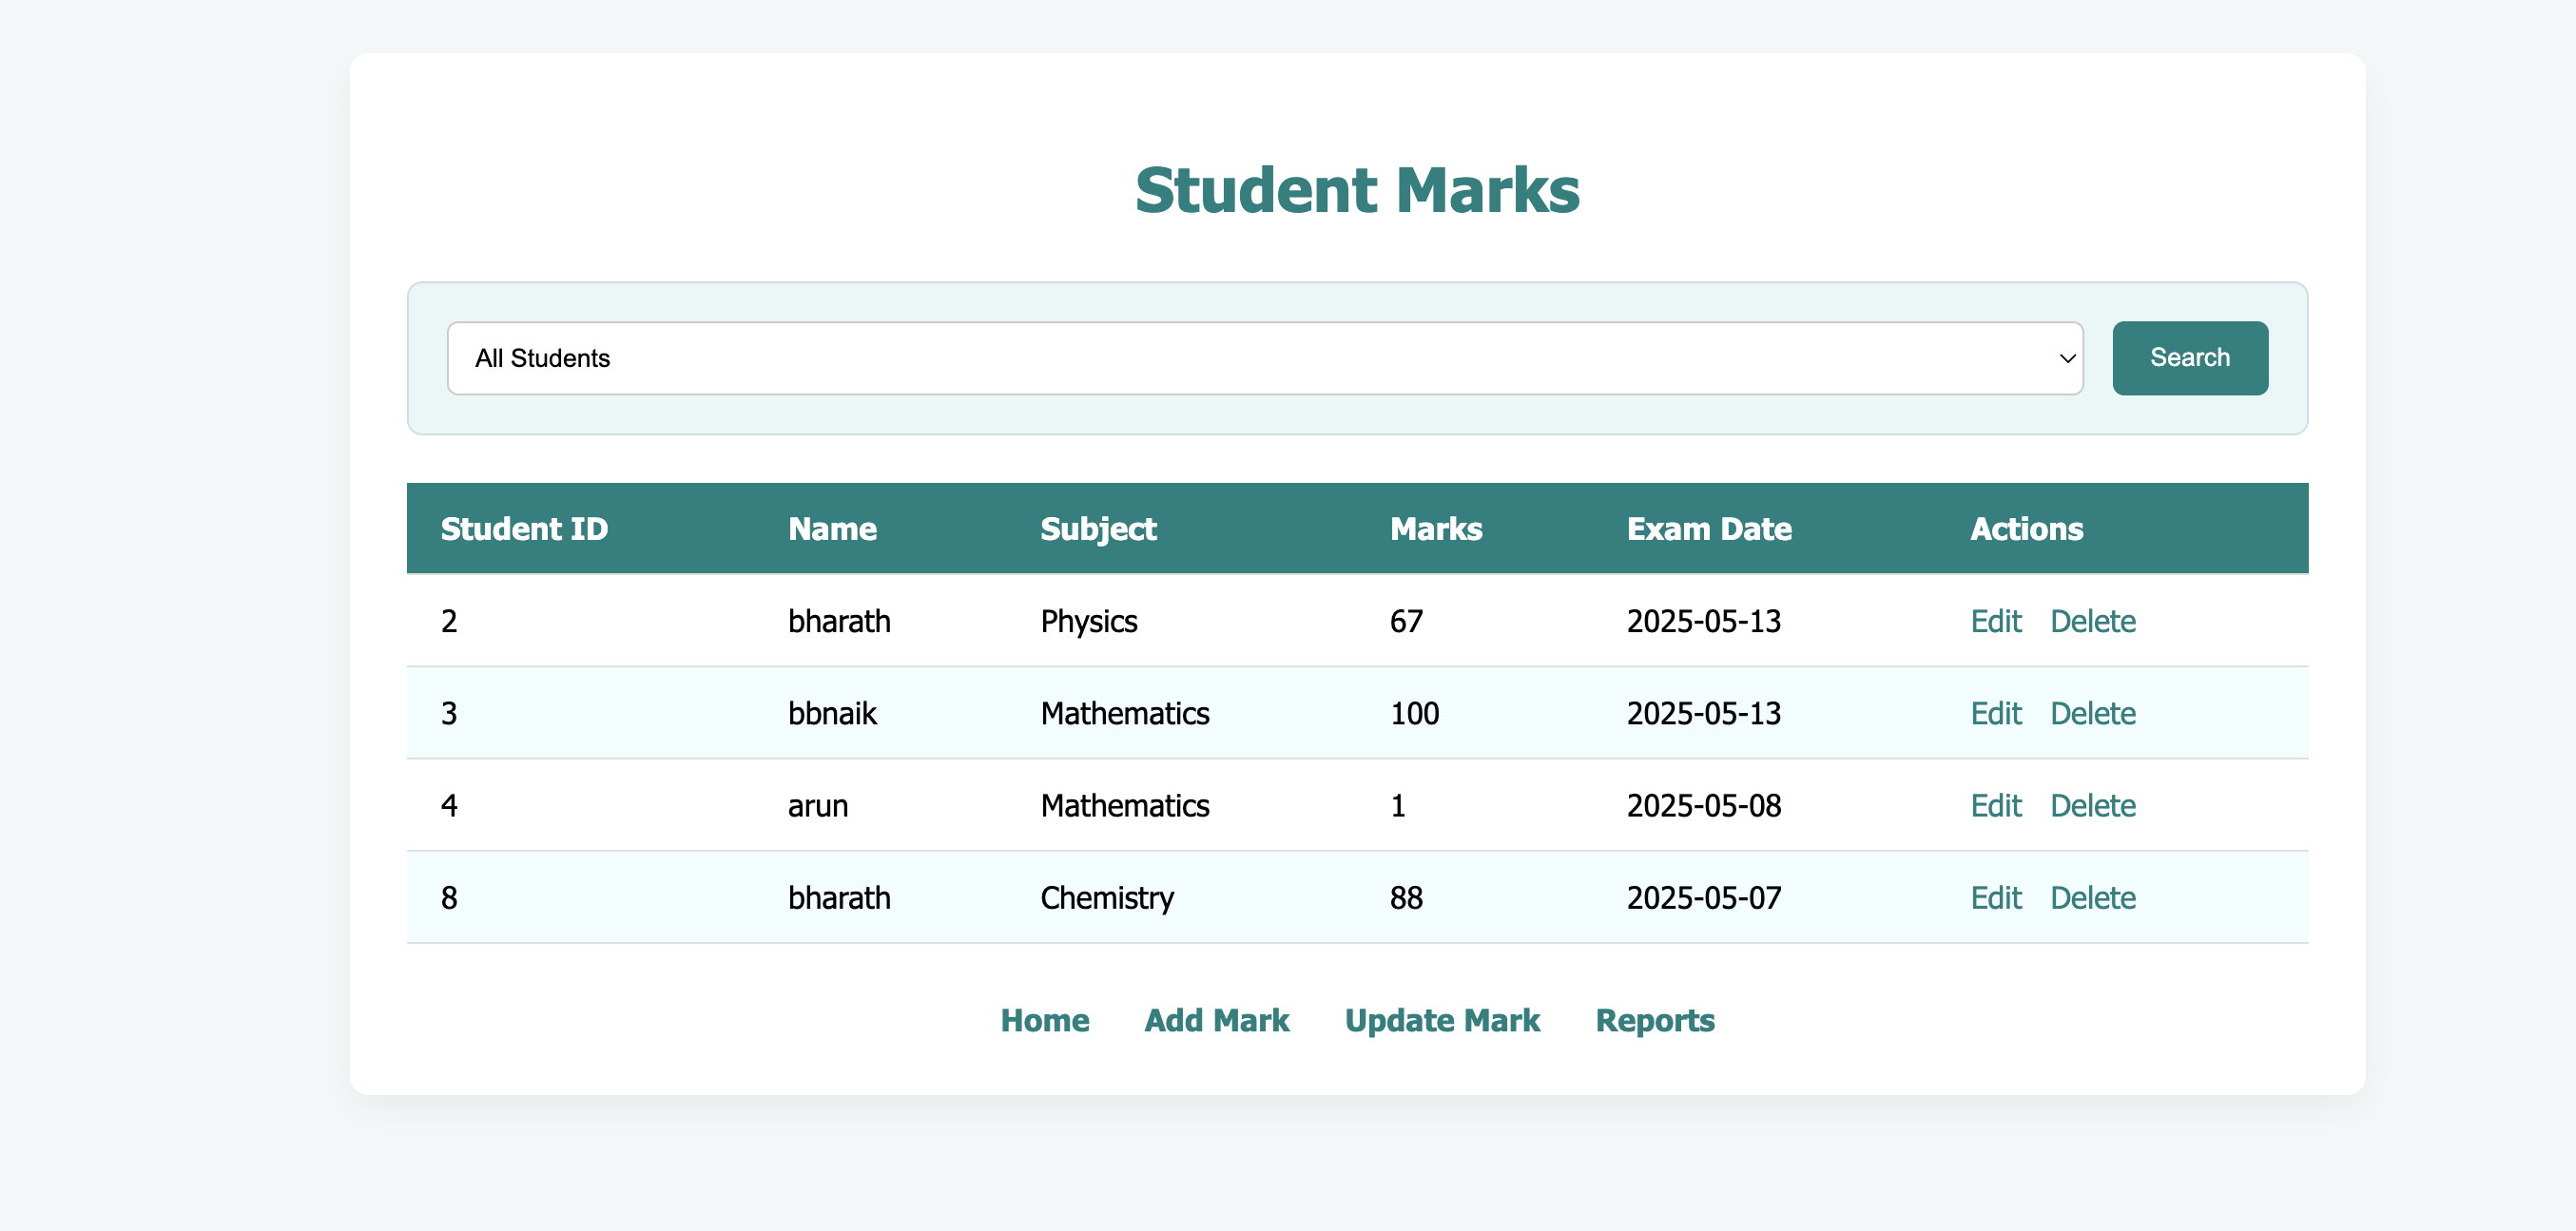 Student Marks
All Students Search
Student ID Name Subject Marks Exam Date Actions
2 bharath Physics 67 2025-05-13 Edit Delete
3 bbnaik Mathematics 100 2025-05-13 Edit Delete
4 arun Mathematics 1 2025-05-08 Edit Delete
8 bharath Chemistry 88 2025-05-07 Edit Delete
Home Add Mark Update Mark Reports